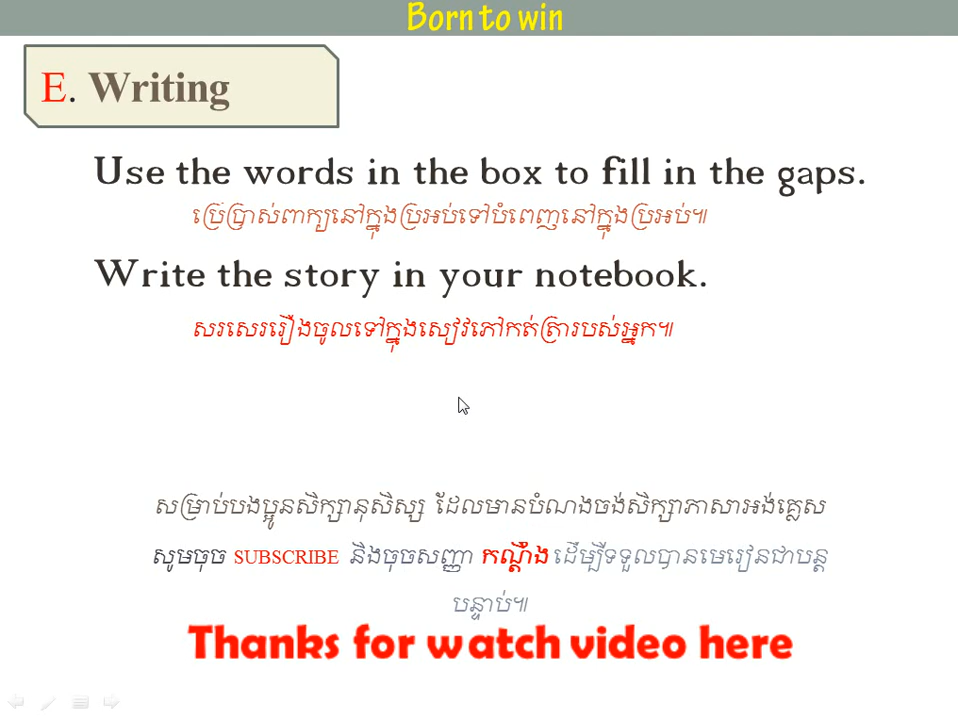 Born to win
E. Writing
Use the words in the box to fill in the gaps.
ប្រើប្រាស់ពាក្យនៅក្នុងប្រអប់ទៅបំពេញនៅក្នុងប្រអប់។
Write the story in your notebook.
សរសេររឿងចូលទៅក្នុងសៀវភៅកត់ត្រារបស់អ្នក។
សម្រាប់បងប្អូនសិក្សានុសិស្ស ដែលមានបំណងចង់សិក្សាភាសាអង់គ្លេស
សូមចុច SUBSCRIBE និងចុចសញ្ញា កណ្តឹង ដើម្បីទទួលបានមេរៀនជាបន្ត
បន្ទាប់។
Thanks for watch video here